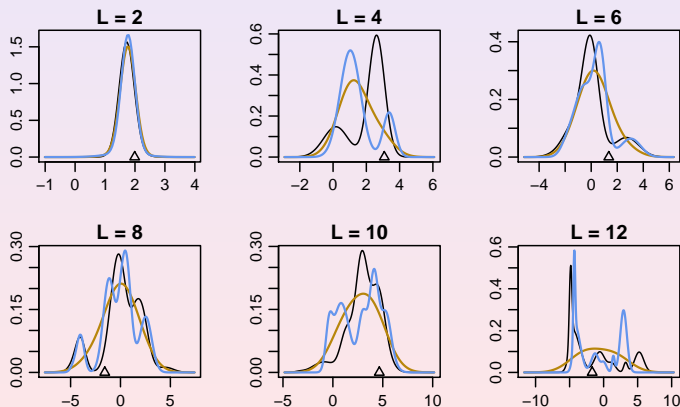 L = 2
L = 4
L = 6
0.0 0.5 1.0 1.5
−1 0 1 2 3 4
0.0 0.2 0.4 0.6
−2 0 2 4 6
0.0 0.2 0.4
−4 0 2 4 6
L = 8
L = 10
L = 12
0.00 0.15 0.30
−5 0 5
0.00 0.15 0.30
−5 0 5 10
0.0 0.2 0.4 0.6
−10 −5 0 5 10